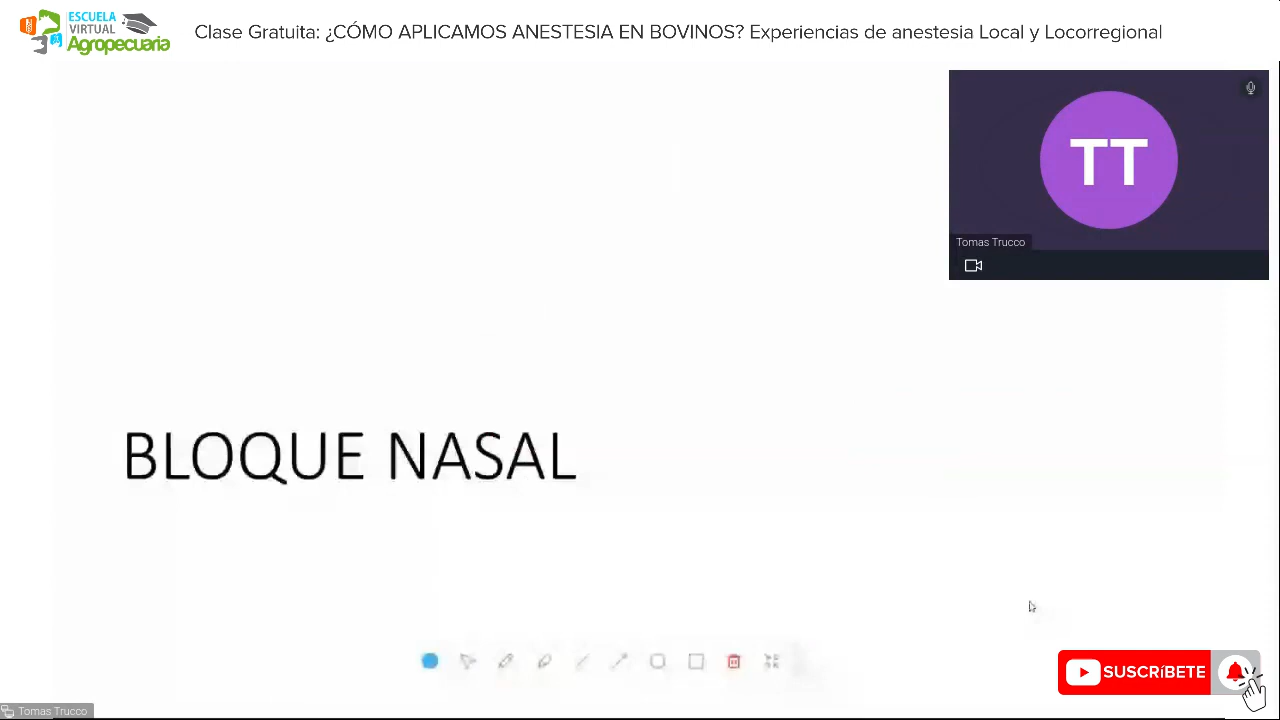 ESCUELA
VIRTUAL
Agropecuaria
Clase Gratuita: ¿CÓMO APLICAMOS ANESTESIA EN BOVINOS? Experiencias de anestesia Local y Locorregional
TT
Tomas Trucco
BLOQUE NASAL
SUSCRíBETE
Tomas Trucco